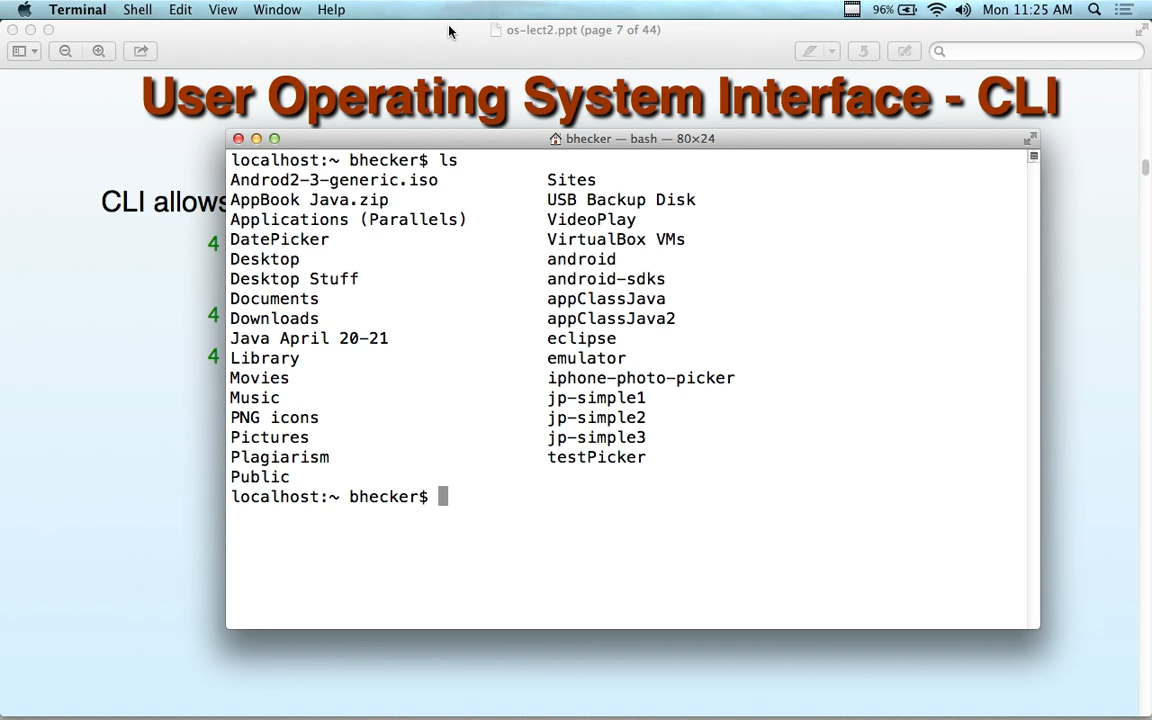 Terminal Shell Edit View Window Help 96% Mon 11:25 AM
os-lect2.ppt (page 7 of 44)
User Operating System Interface - CLI
bhecker — bash — 80×24
CLI allows
4
4
4
localhost:~ bhecker$ ls
Androd2-3-generic.iso Sites
AppBook Java.zip USB Backup Disk
Applications (Parallels) VideoPlay
DatePicker VirtualBox VMs
Desktop android
Desktop Stuff android-sdks
Documents appClassJava
Downloads appClassJava2
Java April 20-21 eclipse
Library emulator
Movies iphone-photo-picker
Music jp-simple1
PNG icons jp-simple2
Pictures jp-simple3
Plagiarism testPicker
Public
localhost:~ bhecker$